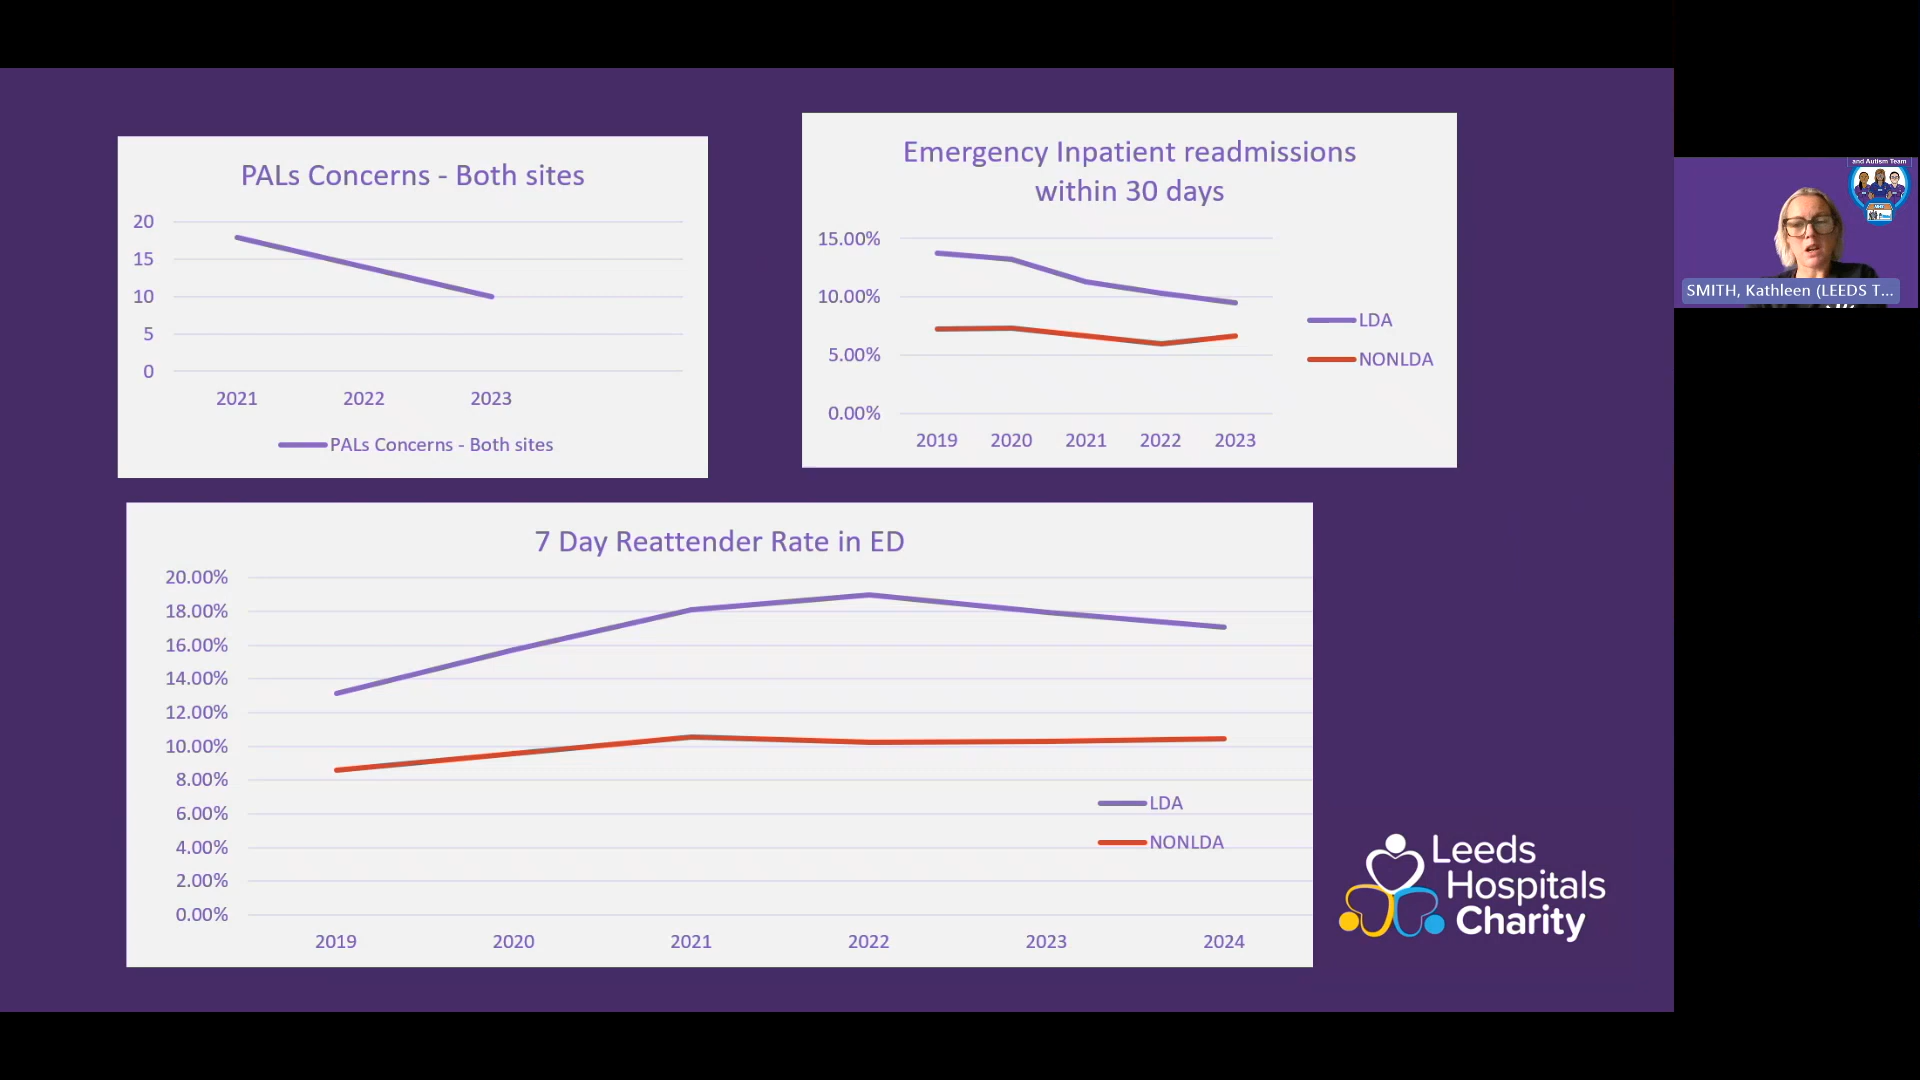 PALs Concerns - Both sites
20
15
10
5
0
2021 2022 2023
PALs Concerns - Both sites
Emergency Inpatient readmissions
within 30 days
15.00%
10.00%
5.00%
0.00%
2019 2020 2021 2022 2023
LDA
NONLDA
and Autism Team
SMITH, Kathleen (LEEDS T...
7 Day Reattender Rate in ED
20.00%
18.00%
16.00%
14.00%
12.00%
10.00%
8.00%
6.00%
4.00%
2.00%
0.00%
2019 2020 2021 2022 2023 2024
LDA
NONLDA
Leeds
Hospitals
Charity